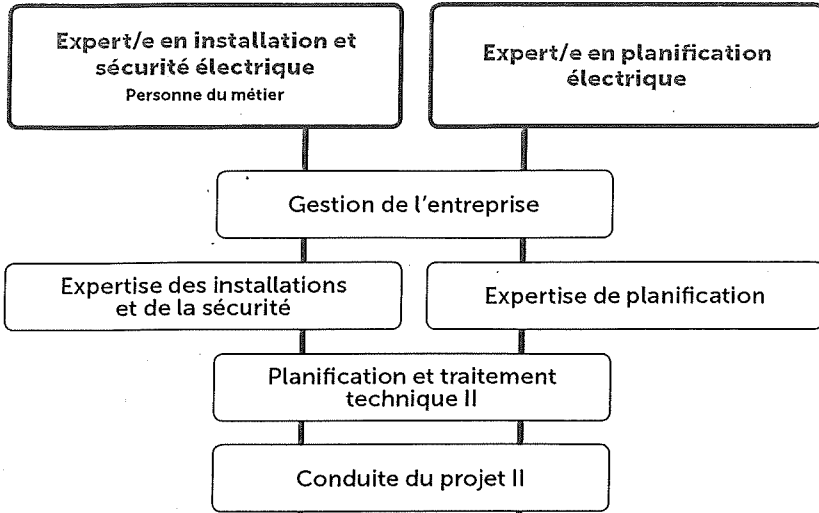 Expert/e en installation et
sécurité électrique
Personne du métier
Expert/e en planification
électrique
Gestion de l'entreprise
Expertise des installations
et de la sécurité
Expertise de planification
Planification et traitement
technique II
Conduite du projet II